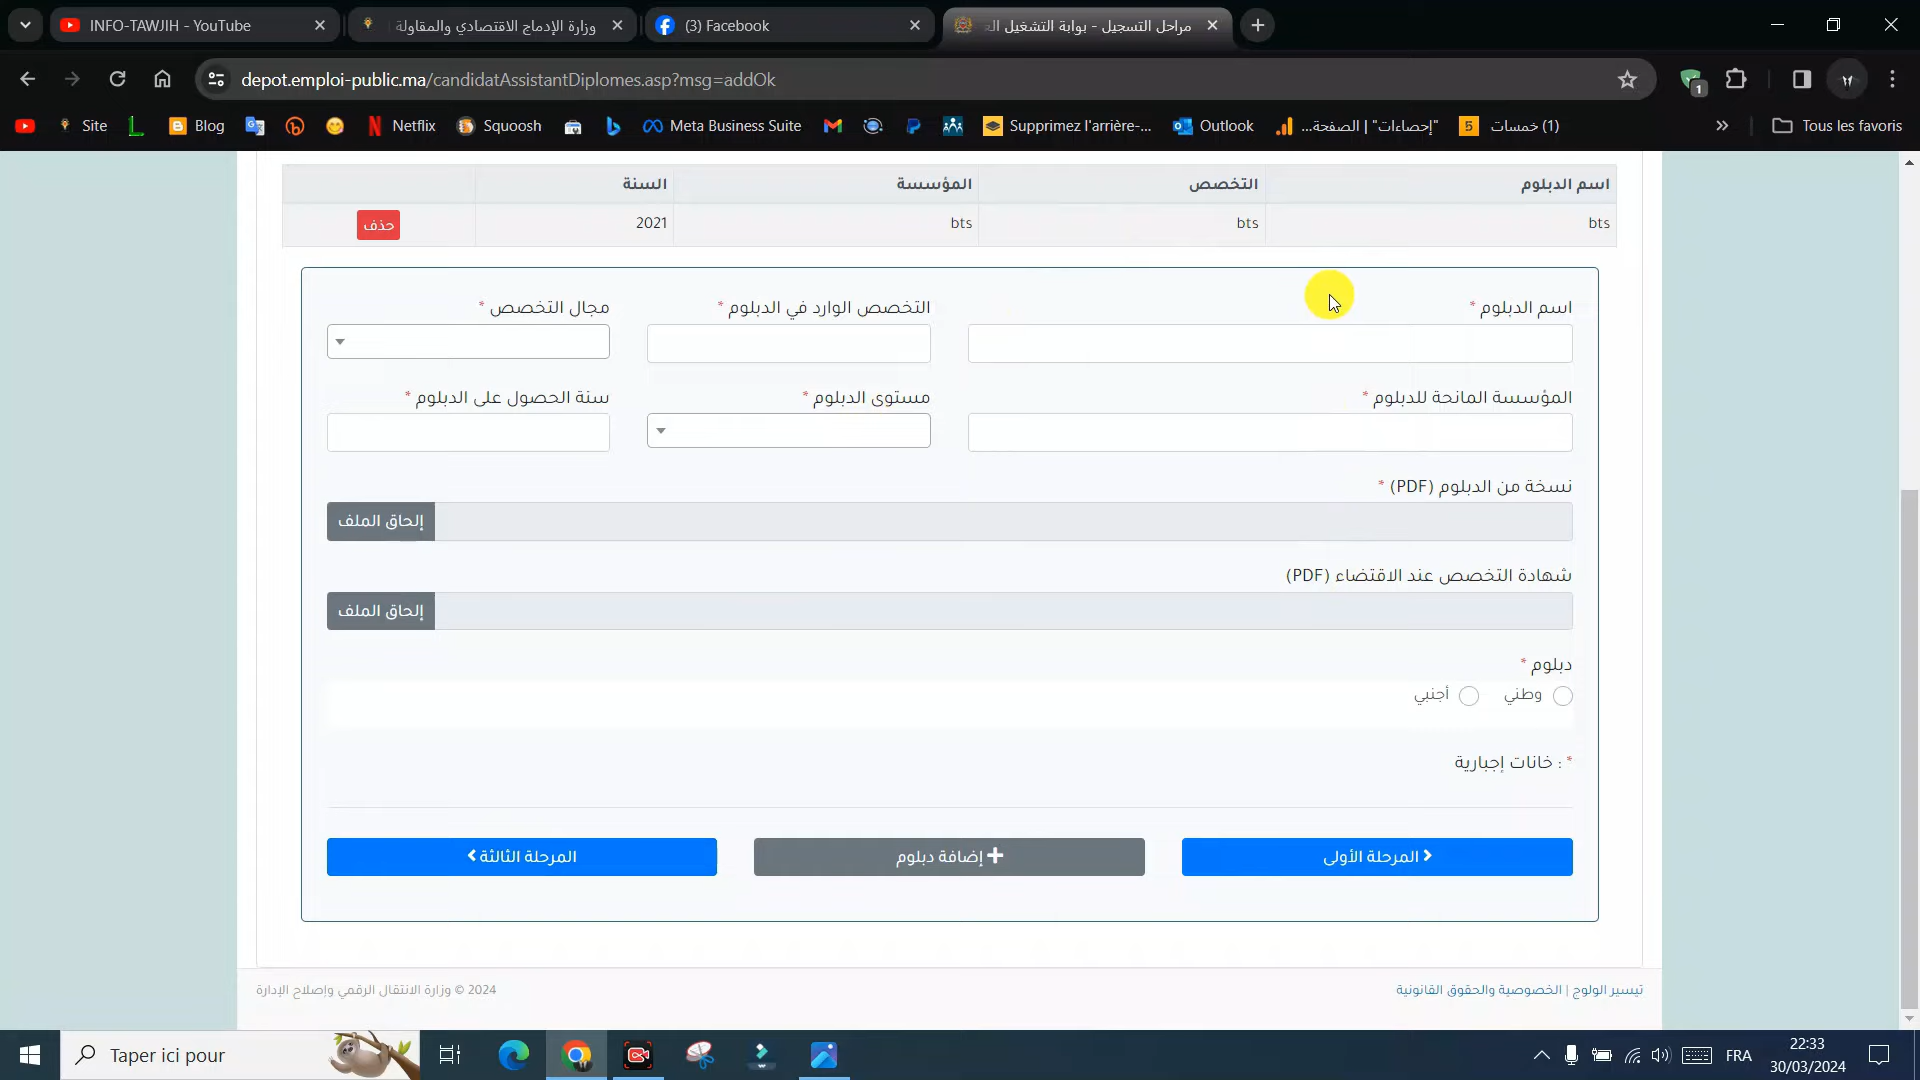 INFO-TAWJIH - YouTube
وزارة الإدماج الاقتصادي والمقاولة
(3) Facebook
مراحل التسجيل - بوابة التشغيل الع
depot.emploi-public.ma/candidatAssistantDiplomes.asp?msg=addOk
1
Site
Blog
Netflix
Squoosh
Meta Business Suite
Supprimez l'arrière-...
Outlook
"إحصاءات" | الصفحة...
5
(1) خمسات
Tous les favoris
اسم الدبلوم
التخصص
المؤسسة
السنة
bts
bts
bts
2021
حذف
اسم الدبلوم *
التخصص الوارد في الدبلوم *
مجال التخصص *
المؤسسة المانحة للدبلوم *
مستوى الدبلوم *
سنة الحصول على الدبلوم *
نسخة من الدبلوم (PDF) *
إلحاق الملف
شهادة التخصص عند الاقتضاء (PDF)
إلحاق الملف
دبلوم *
وطني
أجنبي
* : خانات إجبارية
المرحلة الأولى
إضافة دبلوم
المرحلة الثالثة
تيسير الولوج | الخصوصية والحقوق القانونية
2024 © وزارة الانتقال الرقمي وإصلاح الإدارة
Taper ici pour
FRA
22:33
30/03/2024